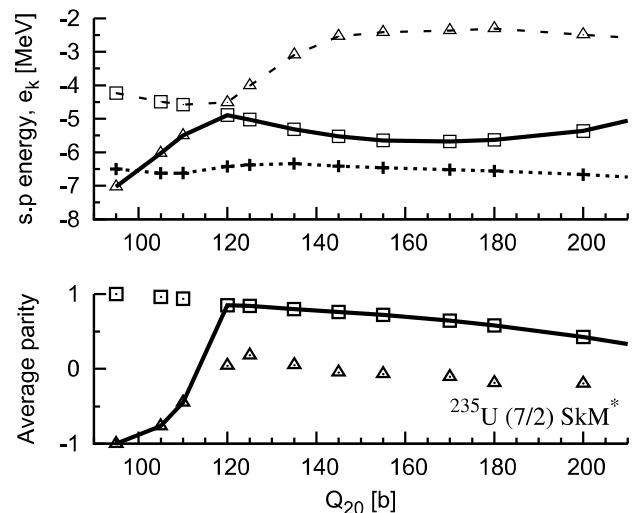 s.p energy, e_k [MeV]
-2
-3
-4
-5
-6
-7
-8
100 120 140 160 180 200
Average parity
1
0
-1
²³⁵U (7/2) SkM*
100 120 140 160 180 200
Q₂₀ [b]